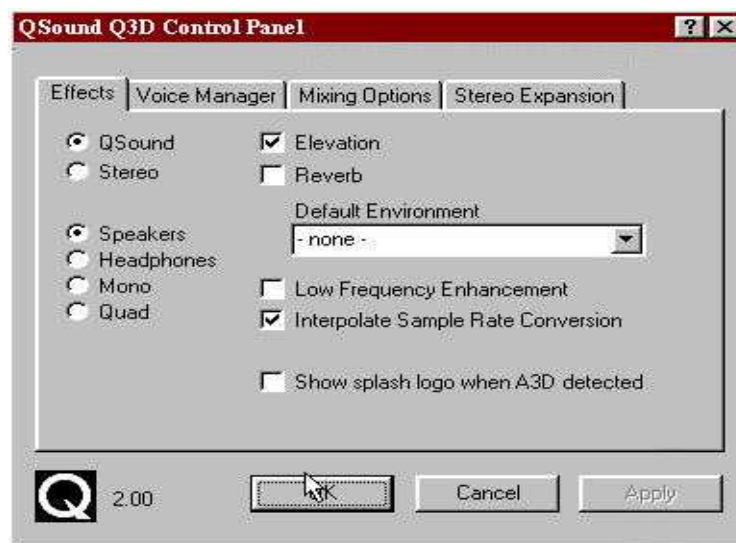 QSound Q3D Control Panel
Effects Voice Manager Mixing Options Stereo Expansion
QSound
Stereo
Elevation
Reverb
Default Environment
- none -
Speakers
Headphones
Mono
Quad
Low Frequency Enhancement
Interpolate Sample Rate Conversion
Show splash logo when A3D detected
Q 2.00 OK Cancel Apply